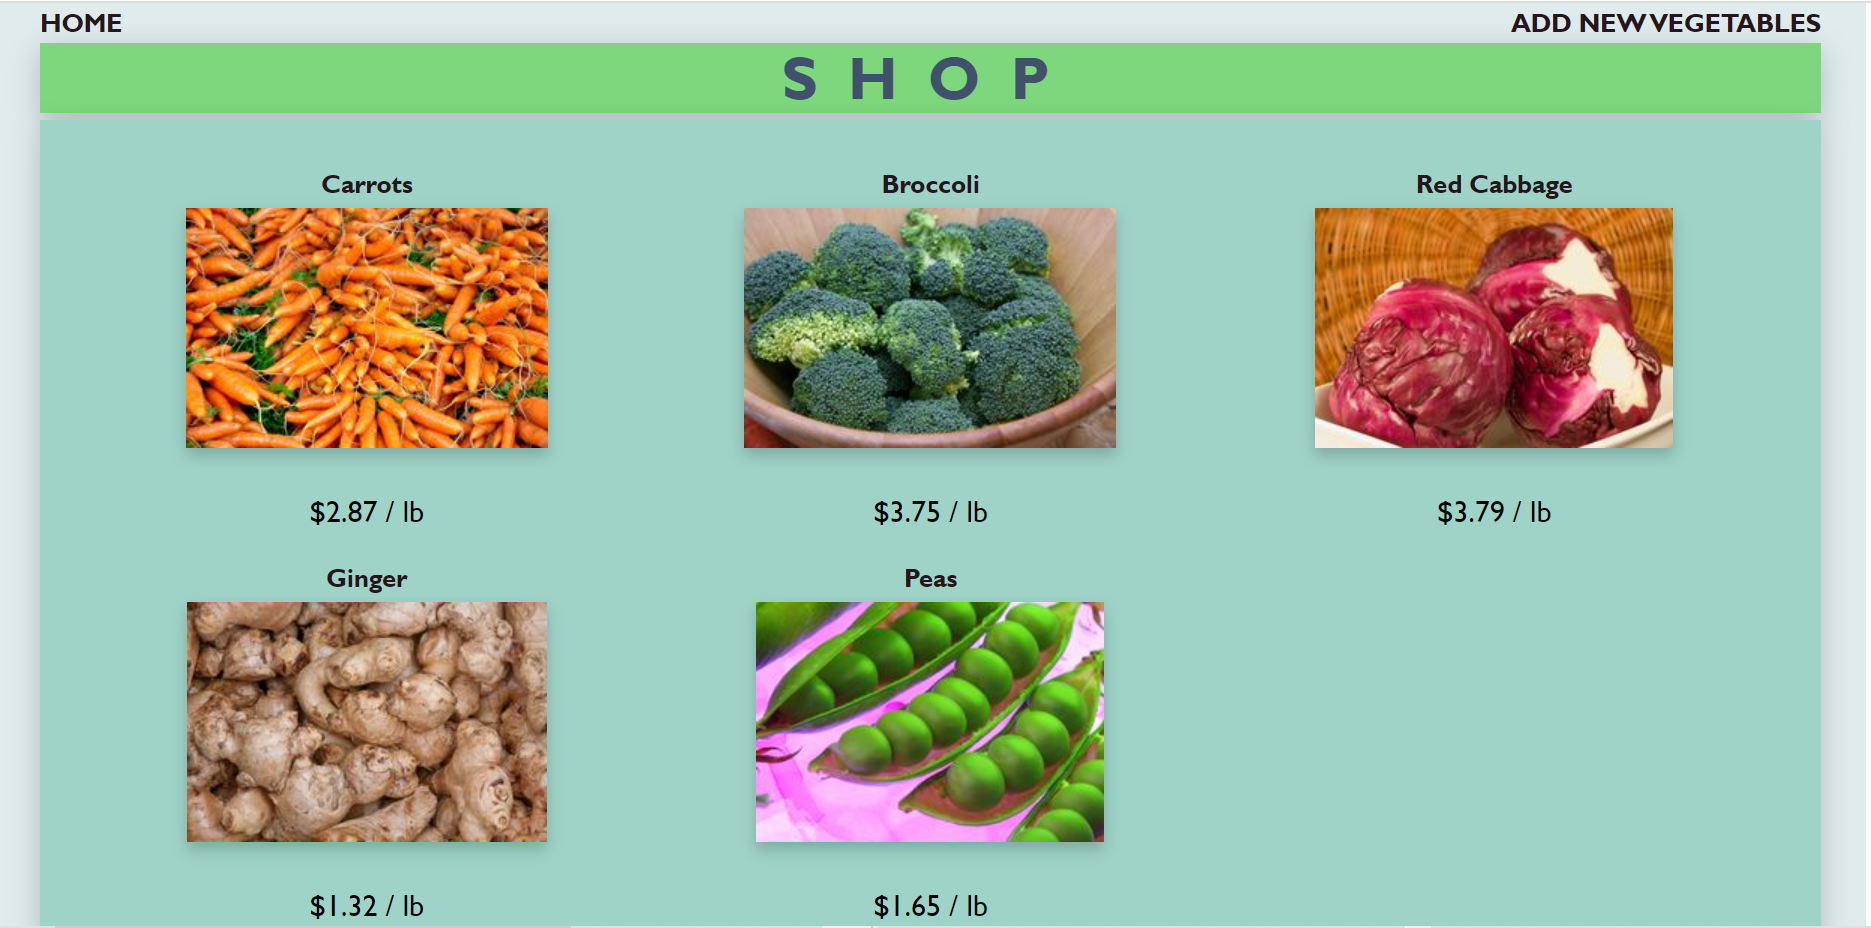 HOME
ADD NEW VEGETABLES
SHOP
Carrots
Broccoli
Red Cabbage
$2.87 / lb
$3.75 / lb
$3.79 / lb
Ginger
Peas
$1.32 / lb
$1.65 / lb